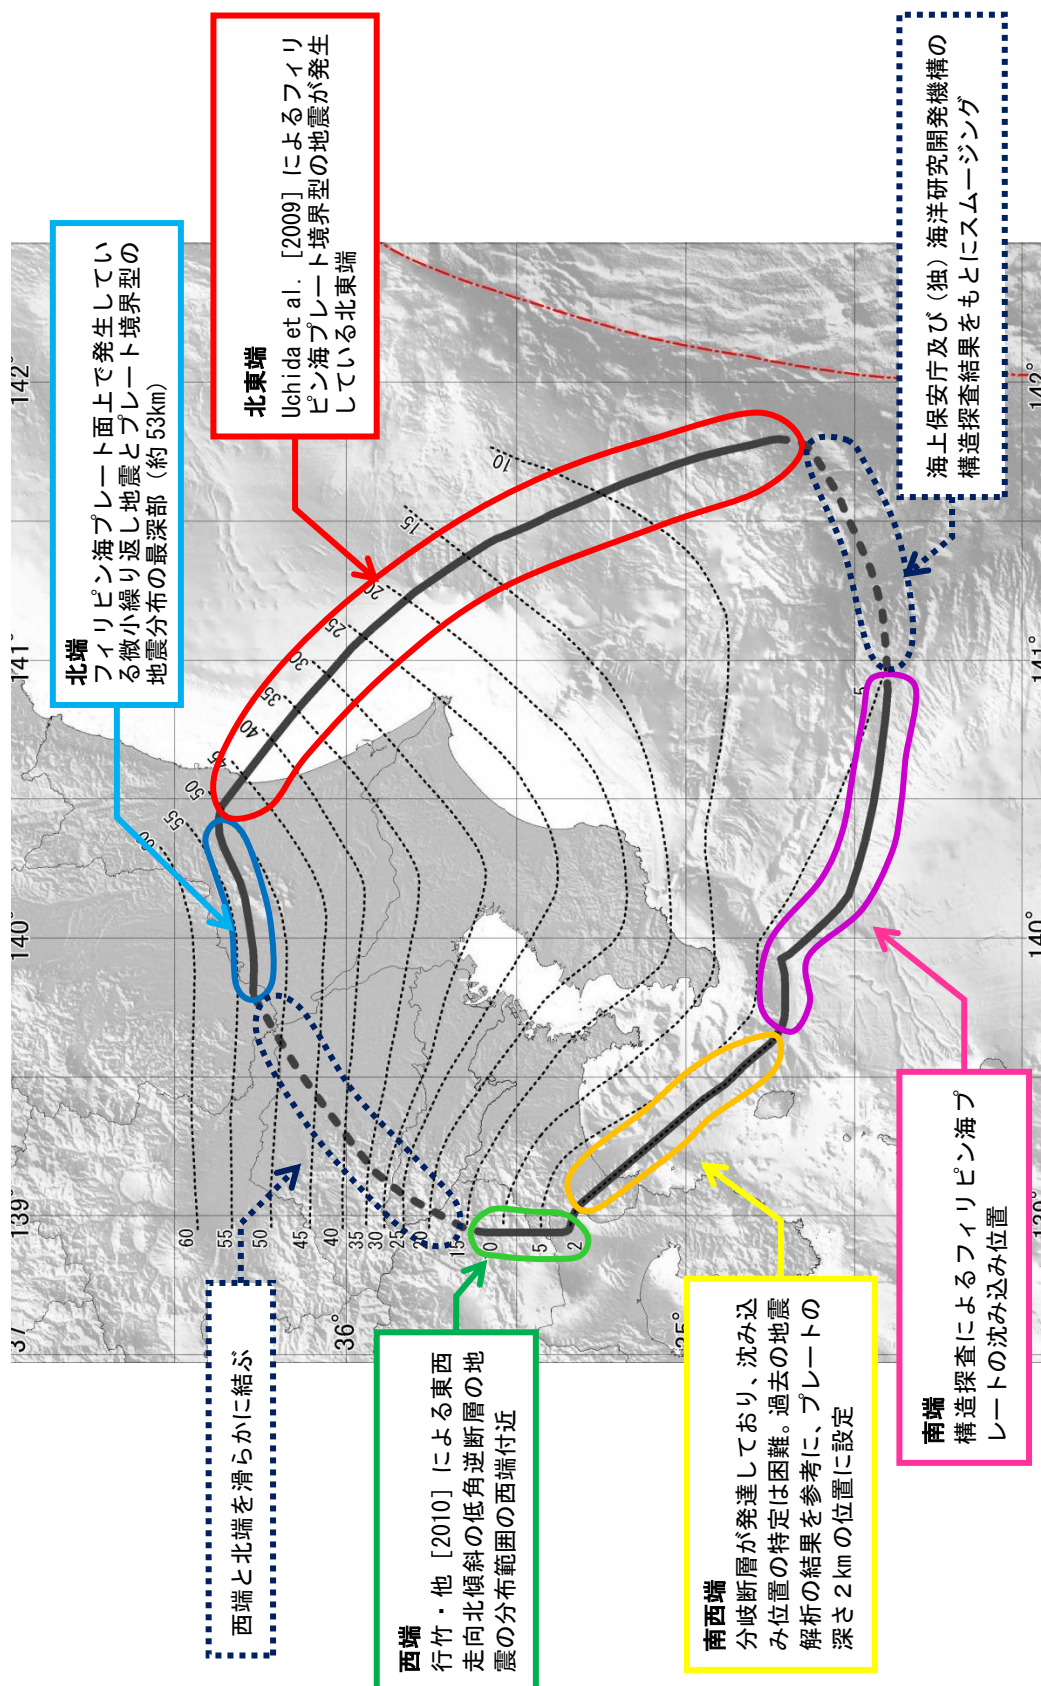 37
139°
140°
141°
142°
西端と北端を滑らかに結ぶ
北端
フィリピン海プレート面上で発生してい
る微小繰り返し地震とプレート境界型の
地震分布の最深部（約53km）
北東端
Uchida et al. [2009] によるフィリ
ピン海プレート境界型の地震が発生
している北東端
西端
行竹・他 [2010] による東西
走向北傾斜の低角逆断層の地
震の分布範囲の西端付近
36°
60
55
50
45
40
35
30
25
20
15
5
2
60
55
50
45
40
35
30
25
20
15
10
5
南西端
分岐断層が発達しており、沈み込
み位置の特定は困難。過去の地震
解析の結果を参考に、プレートの
深さ２kmの位置に設定
南端
構造探査によるフィリピン海プ
レートの沈み込み位置
海上保安庁及び（独）海洋研究開発機構の
構造探査結果をもとにスムージング
140°
141°
142°